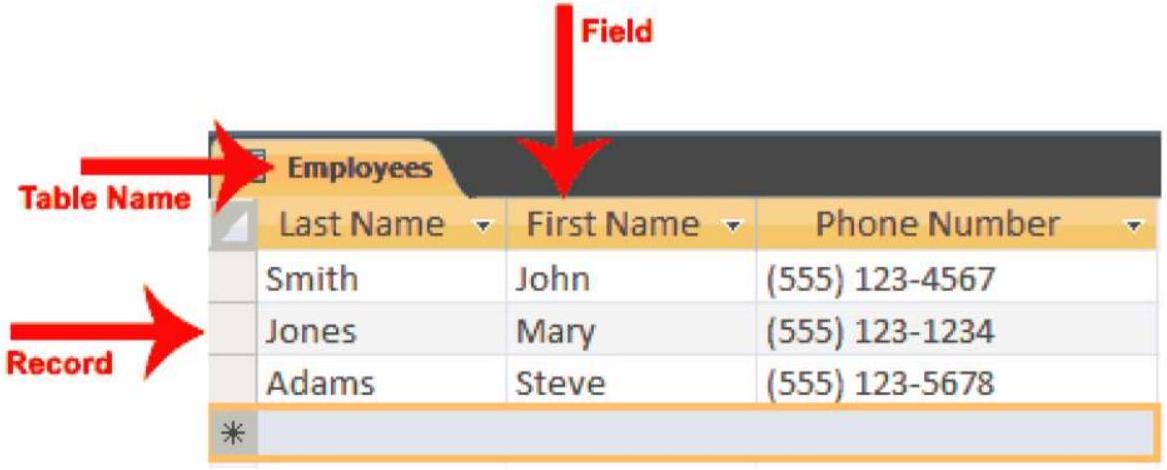 Field
Employees
Table Name
Last Name First Name Phone Number
Smith John (555) 123-4567
Jones Mary (555) 123-1234
Record
Adams Steve (555) 123-5678
*